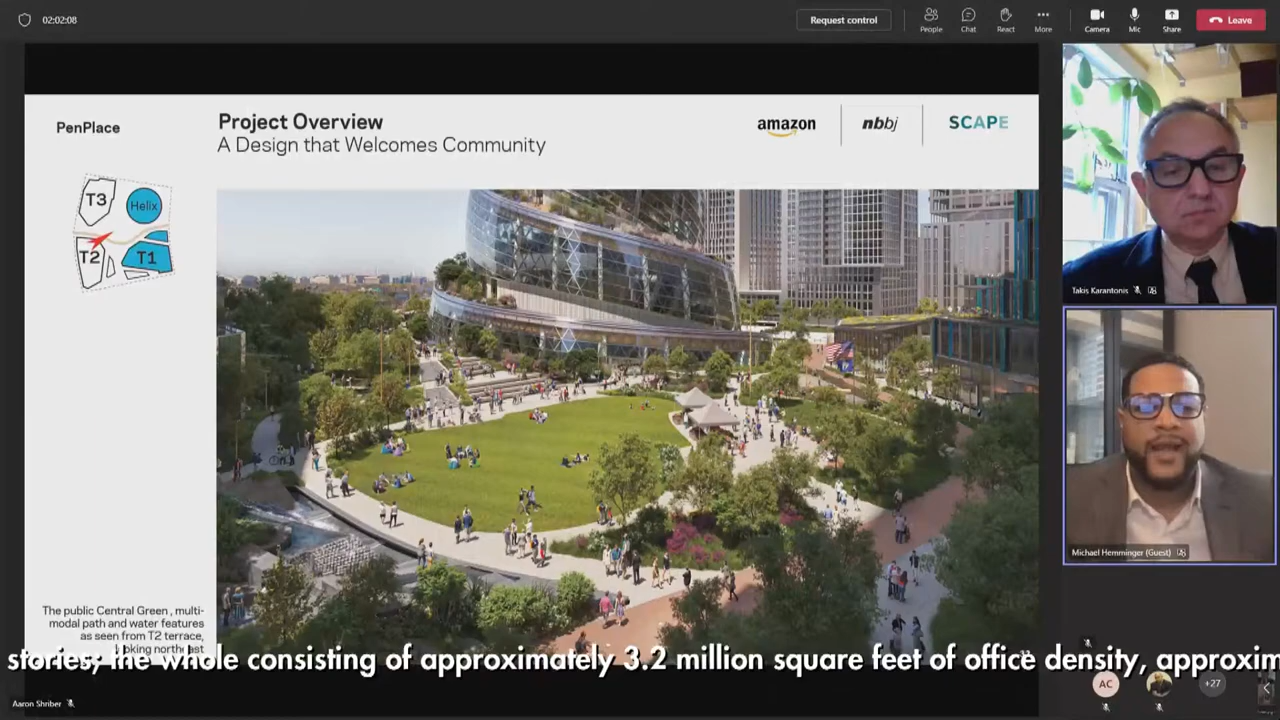 02:02:08
Request control
People
Chat
React
More
Camera
Mic
Share
Leave
PenPlace
Project Overview
A Design that Welcomes Community
amazon
nbbj
SCAPE
T3
Helix
T2
T1
Takis Karantonis
Michael Hemminger (Guest)
The public Central Green , multi-
modal path and water features
as seen from T2 terrace,
looking northeast
stories; the whole consisting of approximately 3.2 million square feet of office density, approxim
AC
+27
Aaron Shriber